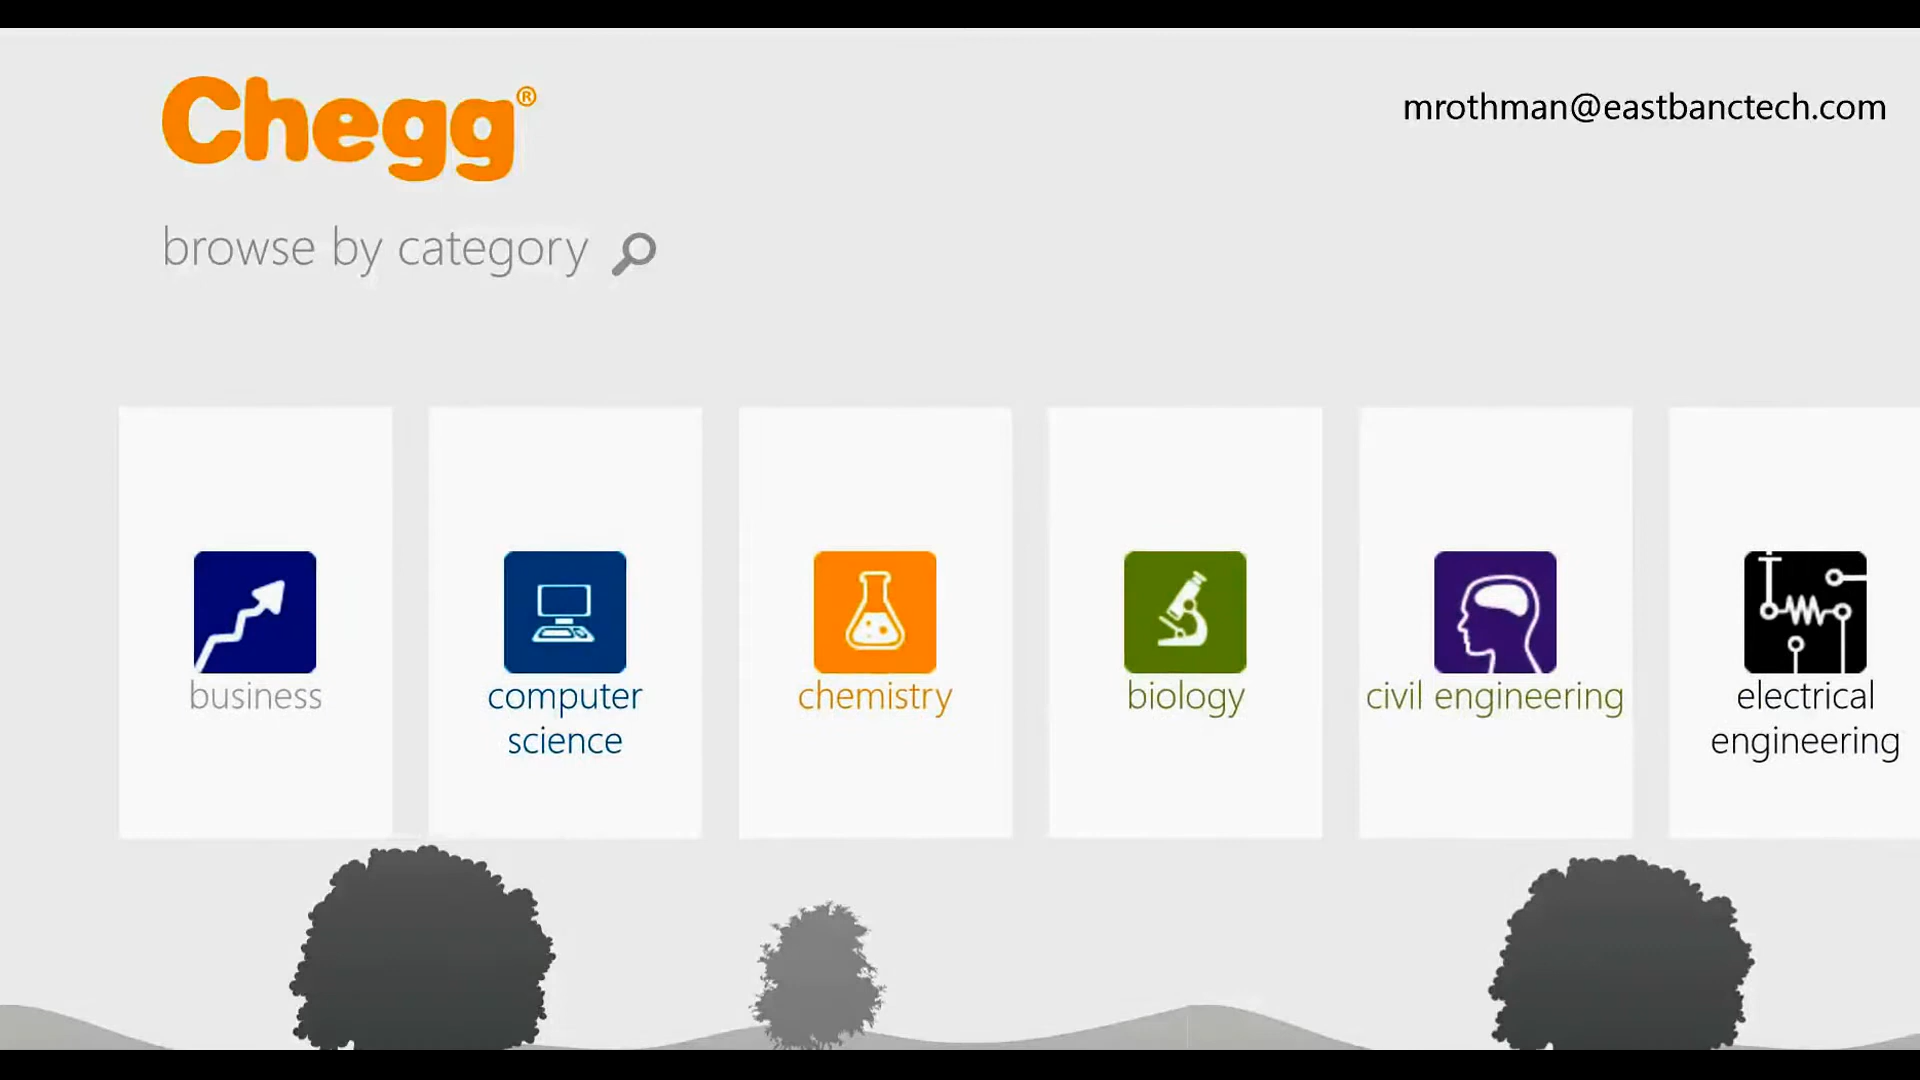 Chegg®
mrothman@eastbanctech.com
browse by category
business
computer
science
chemistry
biology
civil engineering
electrical
engineering